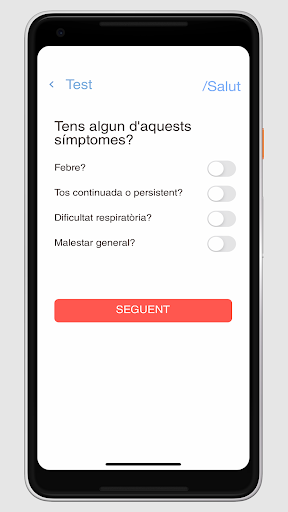 Test
/Salut
Tens algun d'aquests
símptomes?
Febre?
Tos continuada o persistent?
Dificultat respiratòria?
Malestar general?
SEGUENT